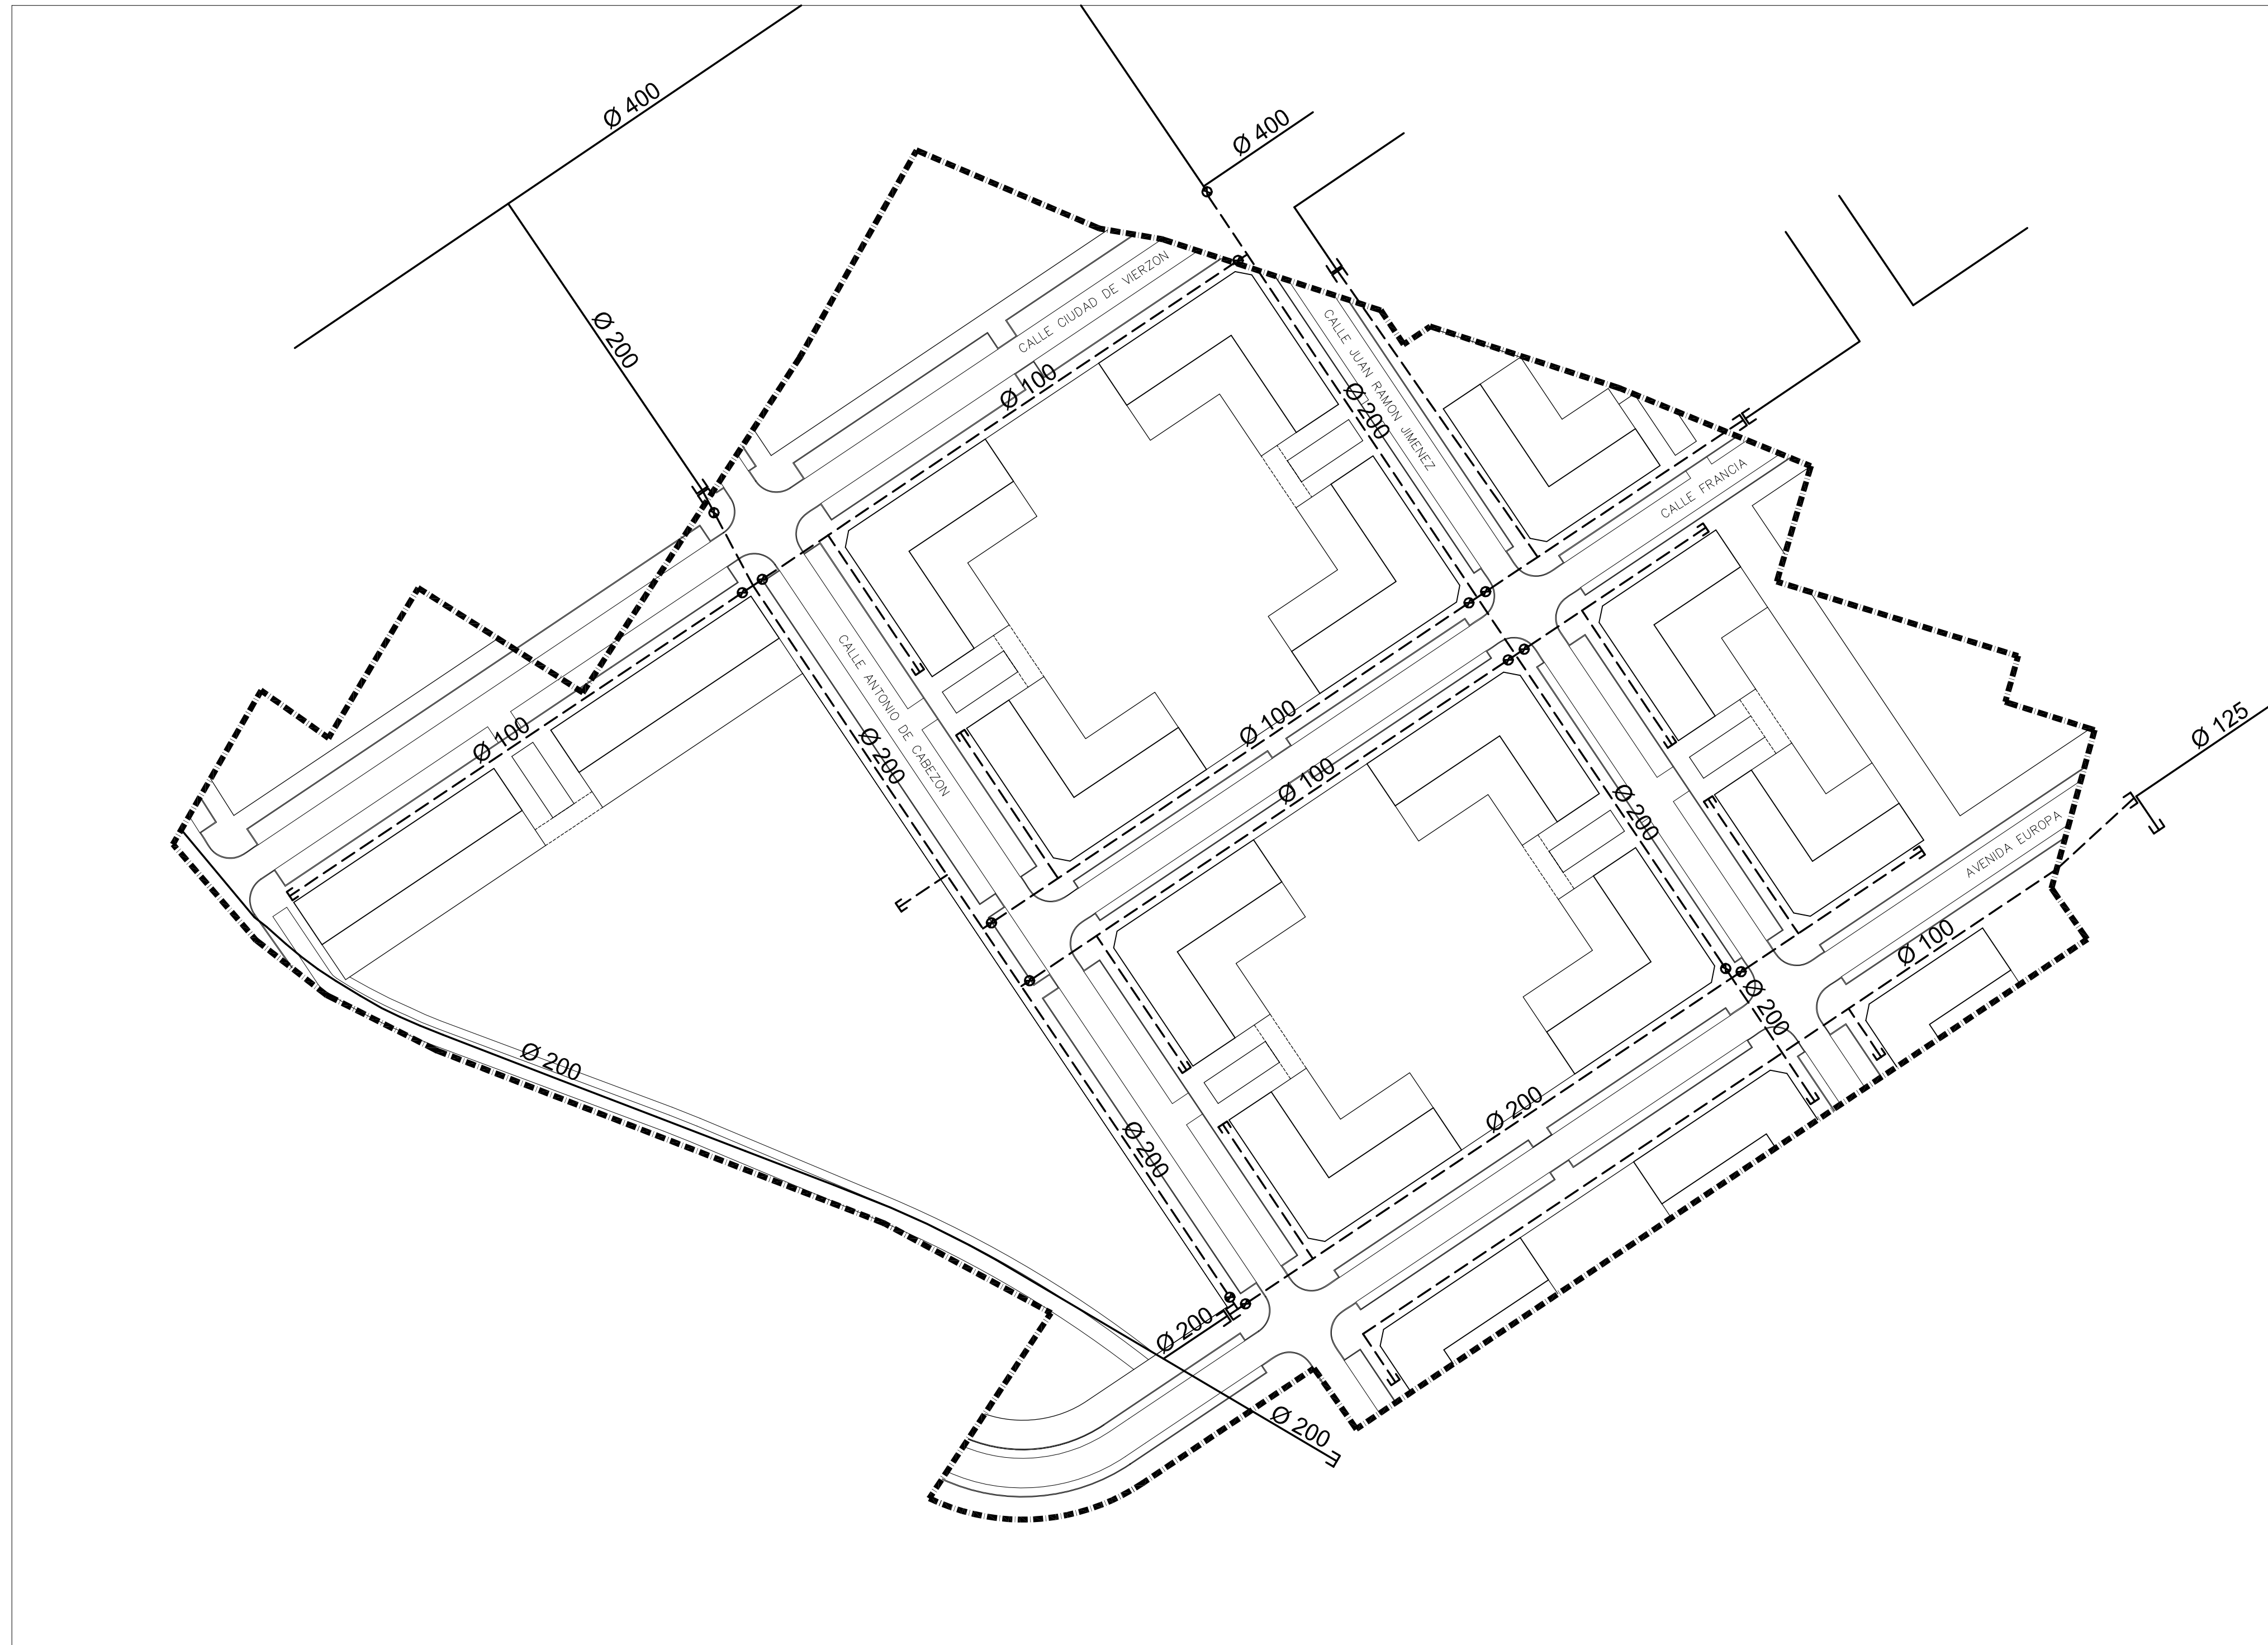 Ø 400
Ø 400
CALLE CIUDAD DE VIERZON
Ø 200
CALLE JUAN RAMON JIMENEZ
Ø 100
Ø 200
CALLE FRANCIA
CALLE ANTONIO DE CABEZON
Ø 100
Ø 200
Ø 100
Ø 125
Ø 100
Ø 200
AVENIDA EUROPA
Ø 100
Ø 200
Ø 200
Ø 200
Ø 200
Ø 200
Ø 200